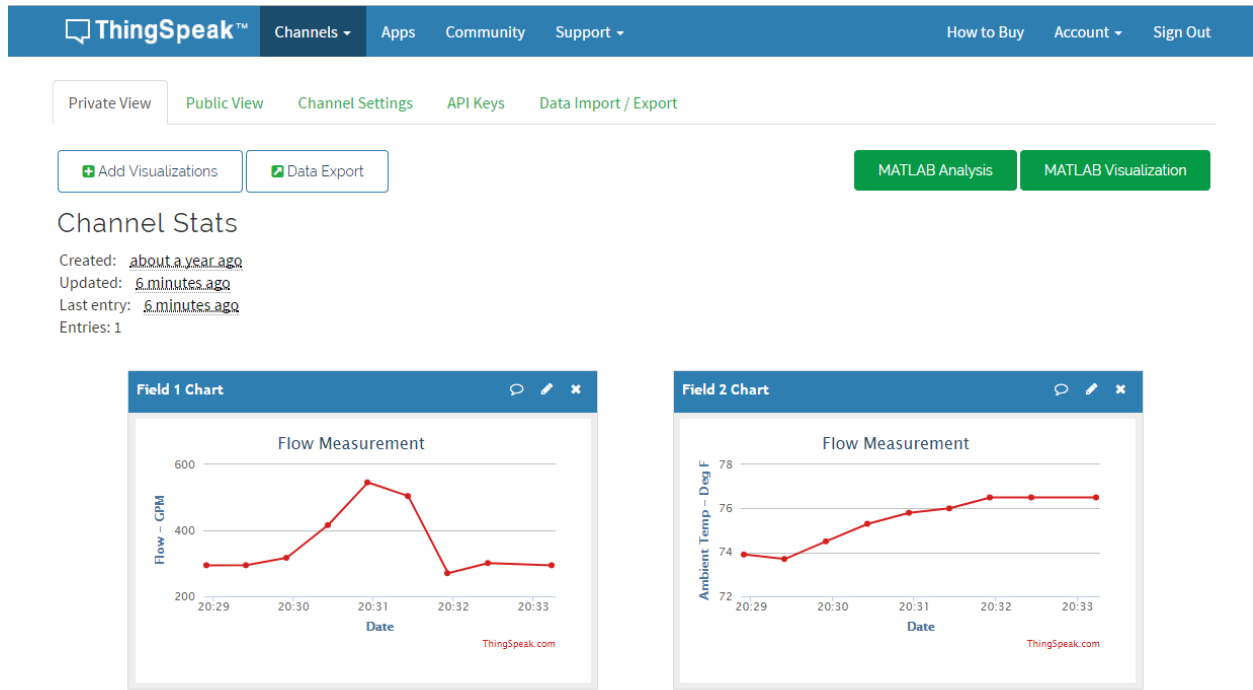 ThingSpeak™ Channels Apps Community Support How to Buy Account Sign Out
Private View Public View Channel Settings API Keys Data Import / Export
Add Visualizations Data Export MATLAB Analysis MATLAB Visualization
Channel Stats
Created: about a year ago
Updated: 6 minutes ago
Last entry: 6 minutes ago
Entries: 1
Field 1 Chart
Flow Measurement
Flow – GPM
600
400
200
20:29 20:30 20:31 20:32 20:33
Date
ThingSpeak.com
Field 2 Chart
Flow Measurement
Ambient Temp – Deg F
78
76
74
72
20:29 20:30 20:31 20:32 20:33
Date
ThingSpeak.com